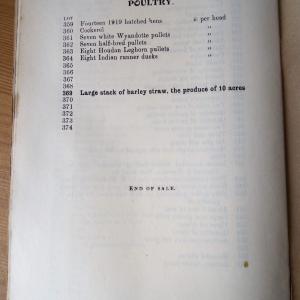 POULTRY.
LOT
359 Fourteen 1919 hatched hens per head
360 Cockerel "
361 Seven white Wyandotte pullets "
362 Seven half-bred pullets "
363 Eight Houdan Leghorn pullets "
364 Eight Indian runner ducks "
365
366
367
368
369 Large stack of barley straw, the produce of 10 acres
370
371
372
373
374
END OF SALE.